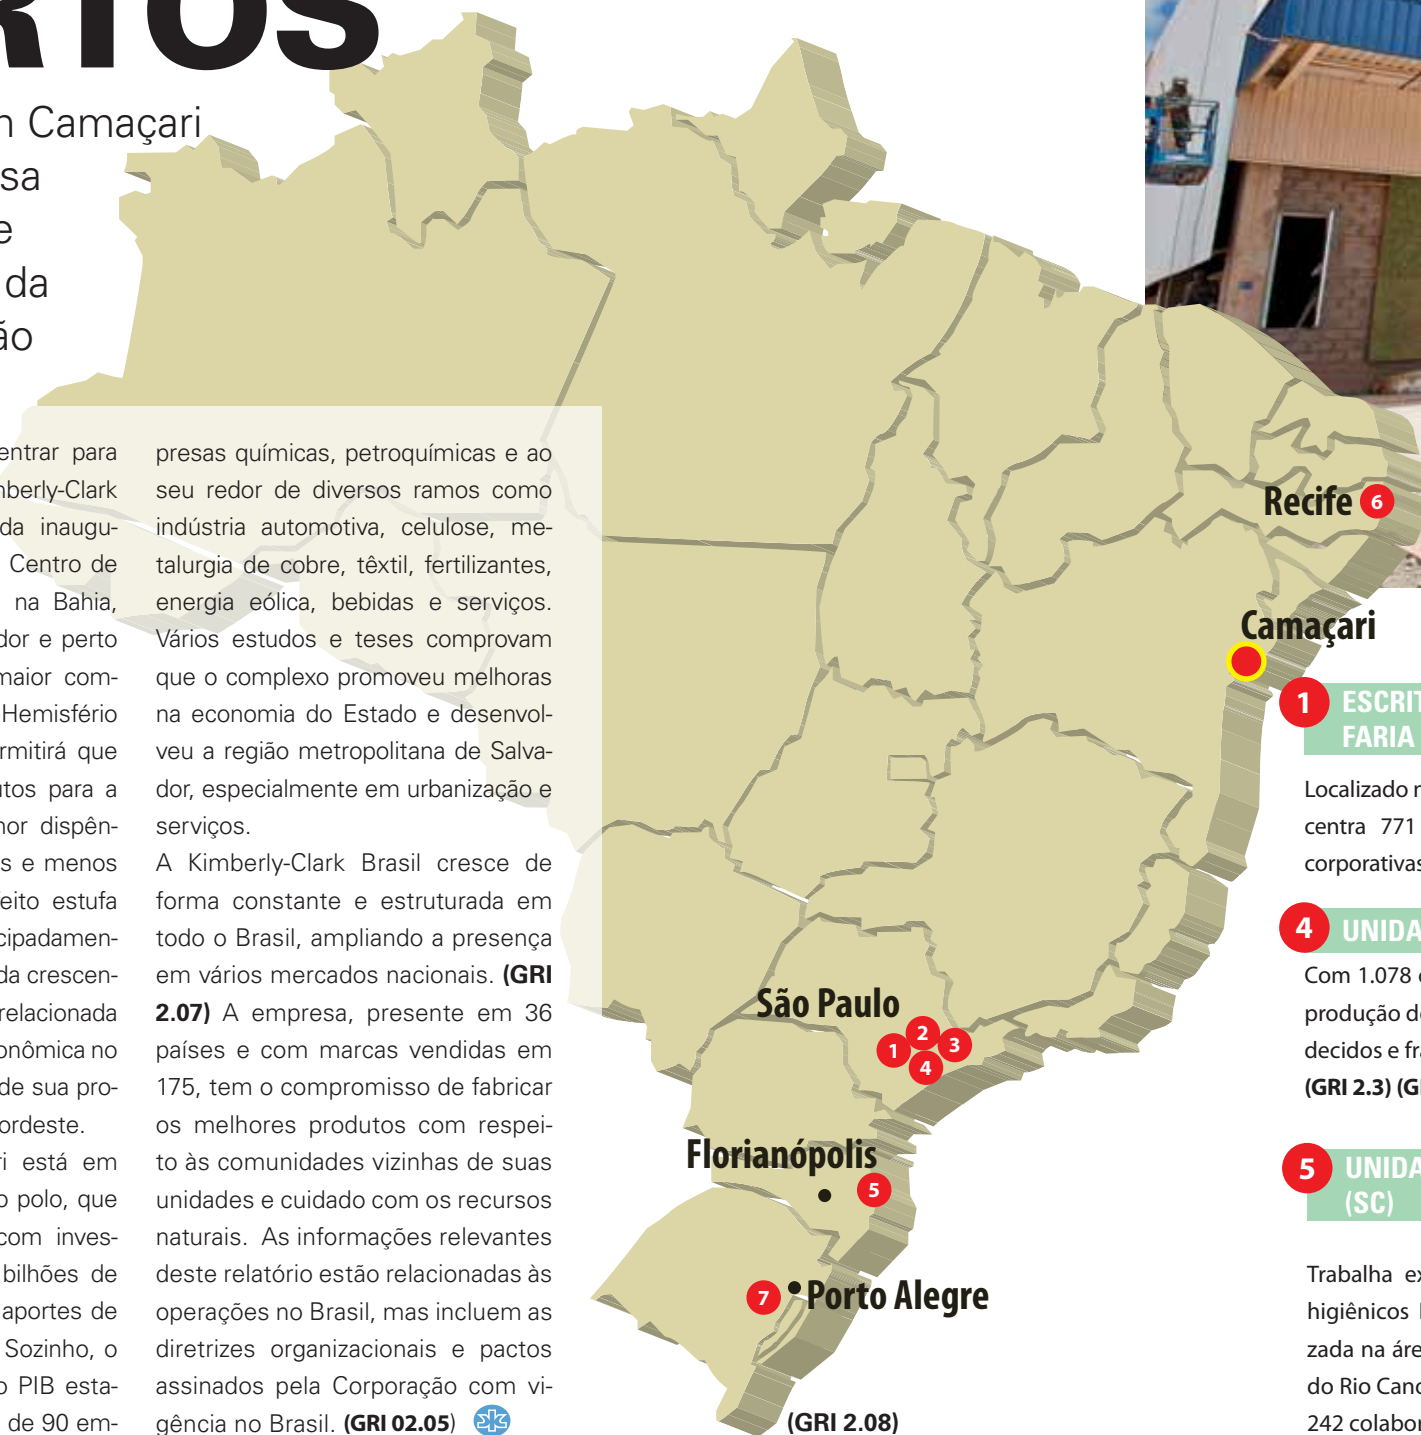 RTOS
Camaçari
da
entrar para
mberly-Clark
da inaugu-
Centro de
na Bahia,
dor e perto
maior com-
Hemisfério
rmitirá que
utos para a
nor dispên-
s e menos
feito estufa
cipadamen-
da crescen-
relacionada
onômica no
de sua pro-
ordeste.
ri está em
o polo, que
com inves-
bilhões de
aportes de
Sozinho, o
o PIB esta-
de 90 em-
presas químicas, petroquímicas e ao
seu redor de diversos ramos como
indústria automotiva, celulose, me-
talurgia de cobre, têxtil, fertilizantes,
energia eólica, bebidas e serviços.
Vários estudos e teses comprovam
que o complexo promoveu melhoras
na economia do Estado e desenvol-
veu a região metropolitana de Salva-
dor, especialmente em urbanização e
serviços.
A Kimberly-Clark Brasil cresce de
forma constante e estruturada em
todo o Brasil, ampliando a presença
em vários mercados nacionais. (GRI
2.07) A empresa, presente em 36
países e com marcas vendidas em
175, tem o compromisso de fabricar
os melhores produtos com respei-
to às comunidades vizinhas de suas
unidades e cuidado com os recursos
naturais. As informações relevantes
deste relatório estão relacionadas às
operações no Brasil, mas incluem as
diretrizes organizacionais e pactos
assinados pela Corporação com vi-
gência no Brasil. (GRI 02.05)
Recife 6
Camaçari
São Paulo
1 2 3 4
Florianópolis
5
7 Porto Alegre
(GRI 2.08)
1 ESCRIT
FARIA
Localizado n
centra 771
corporativas
4 UNIDA
Com 1.078 c
produção de
decidos e fra
(GRI 2.3) (G
5 UNIDA
(SC)
Trabalha ex
higiênicos
zada na áre
do Rio Cano
242 colabor